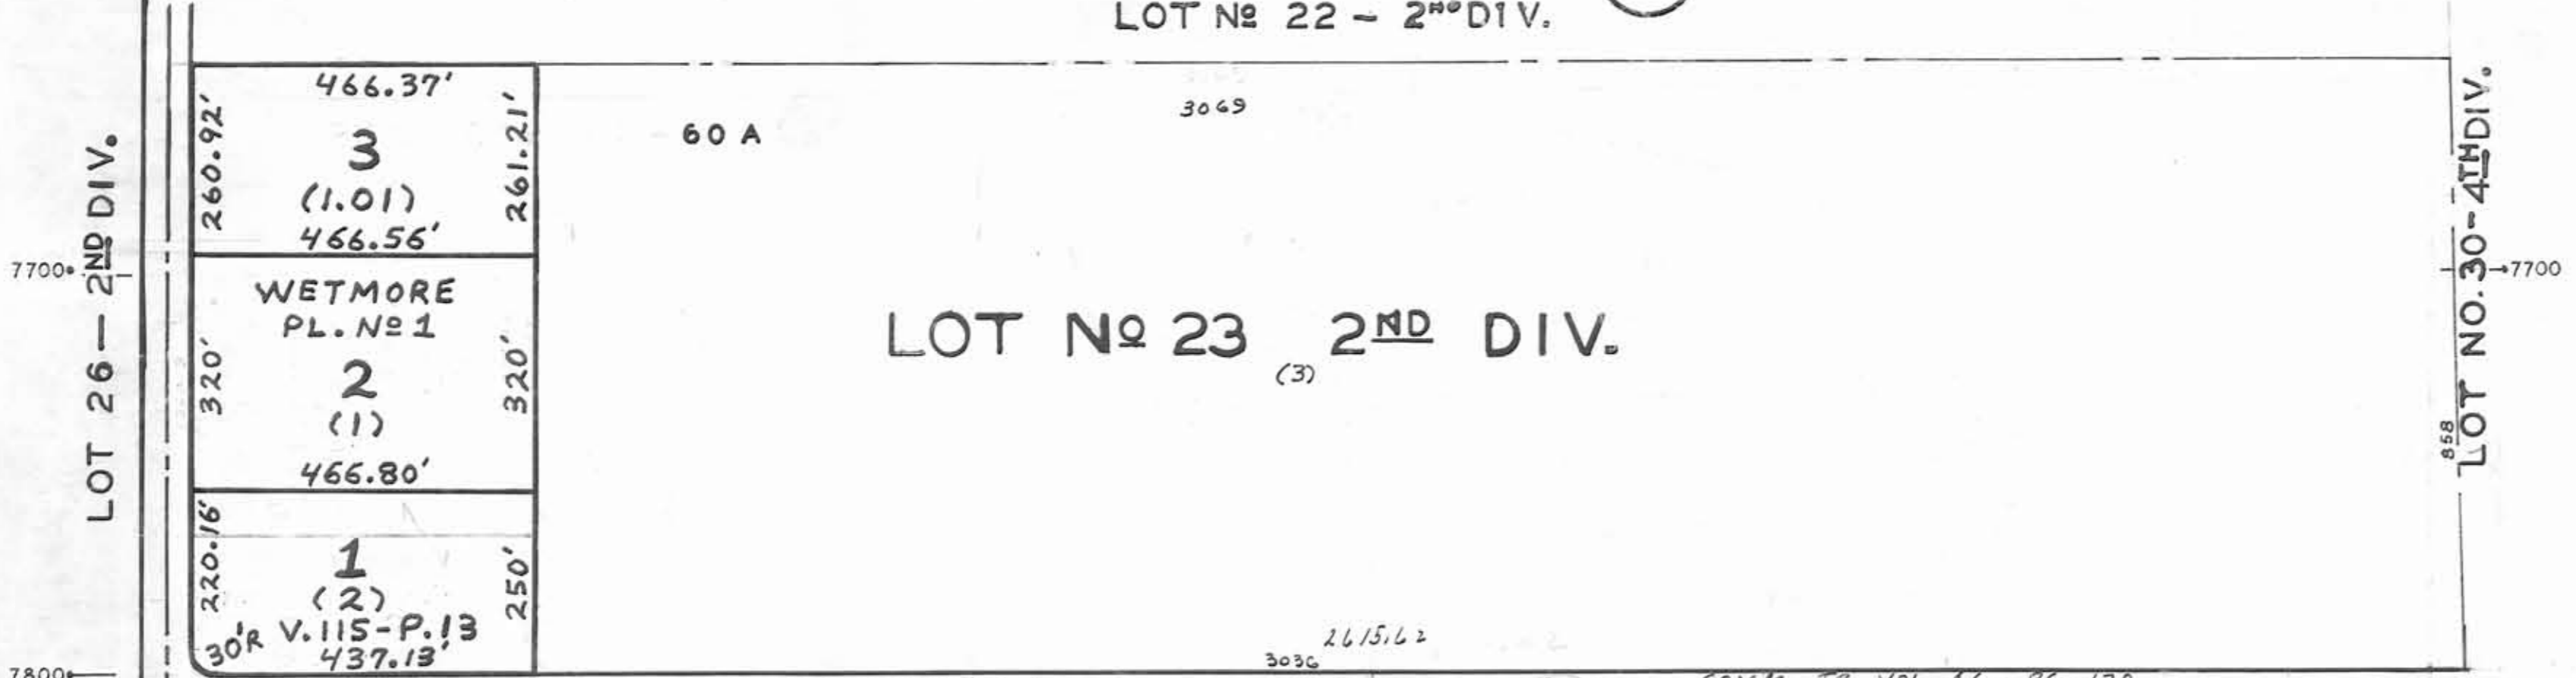 LOT Nº 22 - 2ND DIV.
466.37'
260.92'
261.21'
3
(1.01)
466.56'
60 A
3069
LOT 26 - 2ND DIV.
7700
WETMORE
PL. Nº 1
320'
320'
2
(1)
466.80'
LOT Nº 23 2ND DIV.
(3)
LOT NO. 30 - 4TH DIV.
7700
858
220.16'
250'
1
(2)
V.115-P.13
30'R
437.13'
2615.62
3036
7800